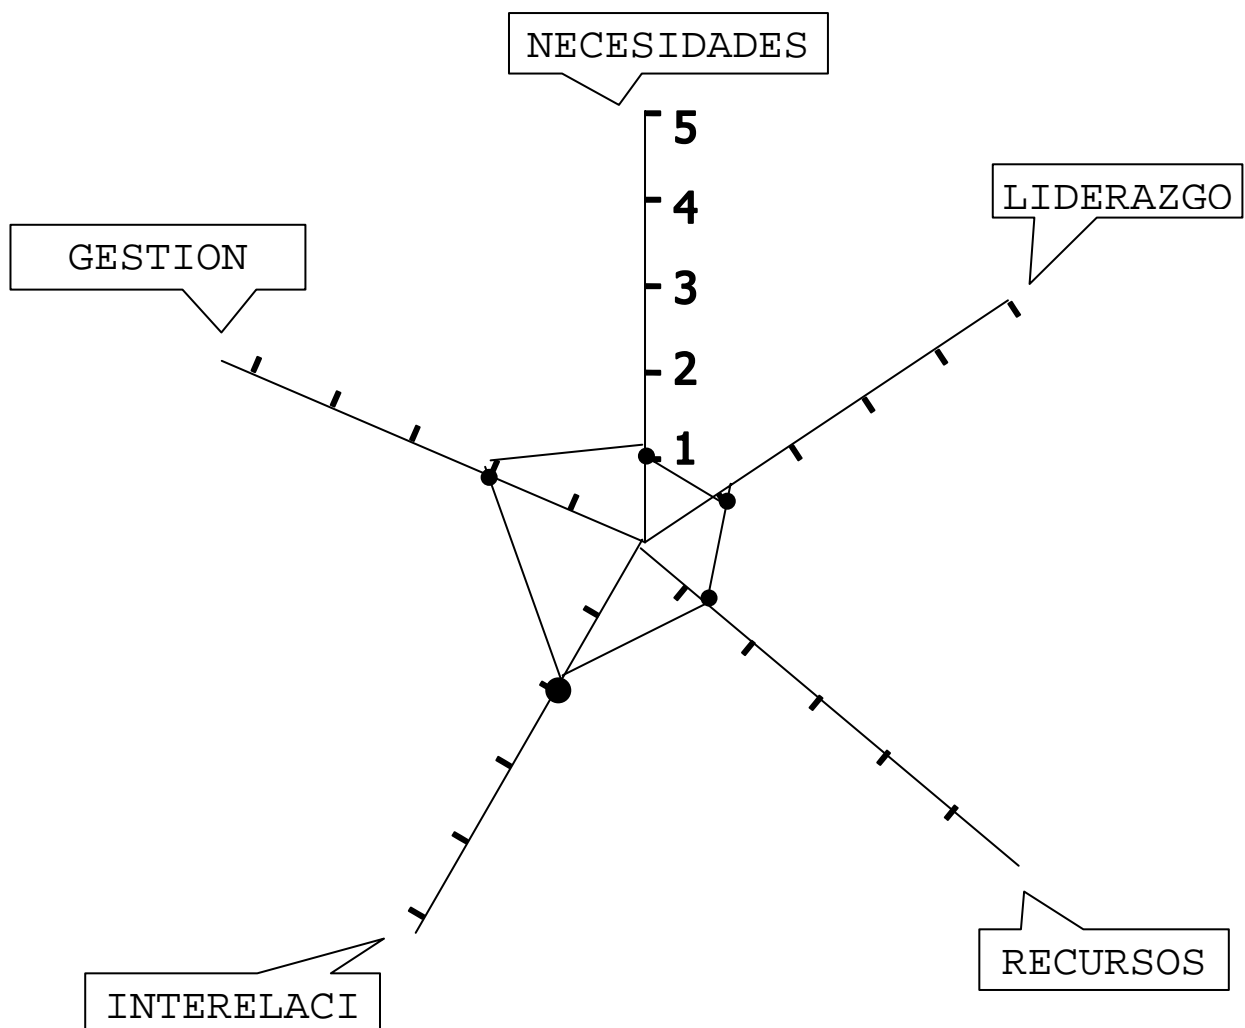 NECESIDADES
5
LIDERAZGO
4
GESTION
3
2
1
RECURSOS
INTERELACI